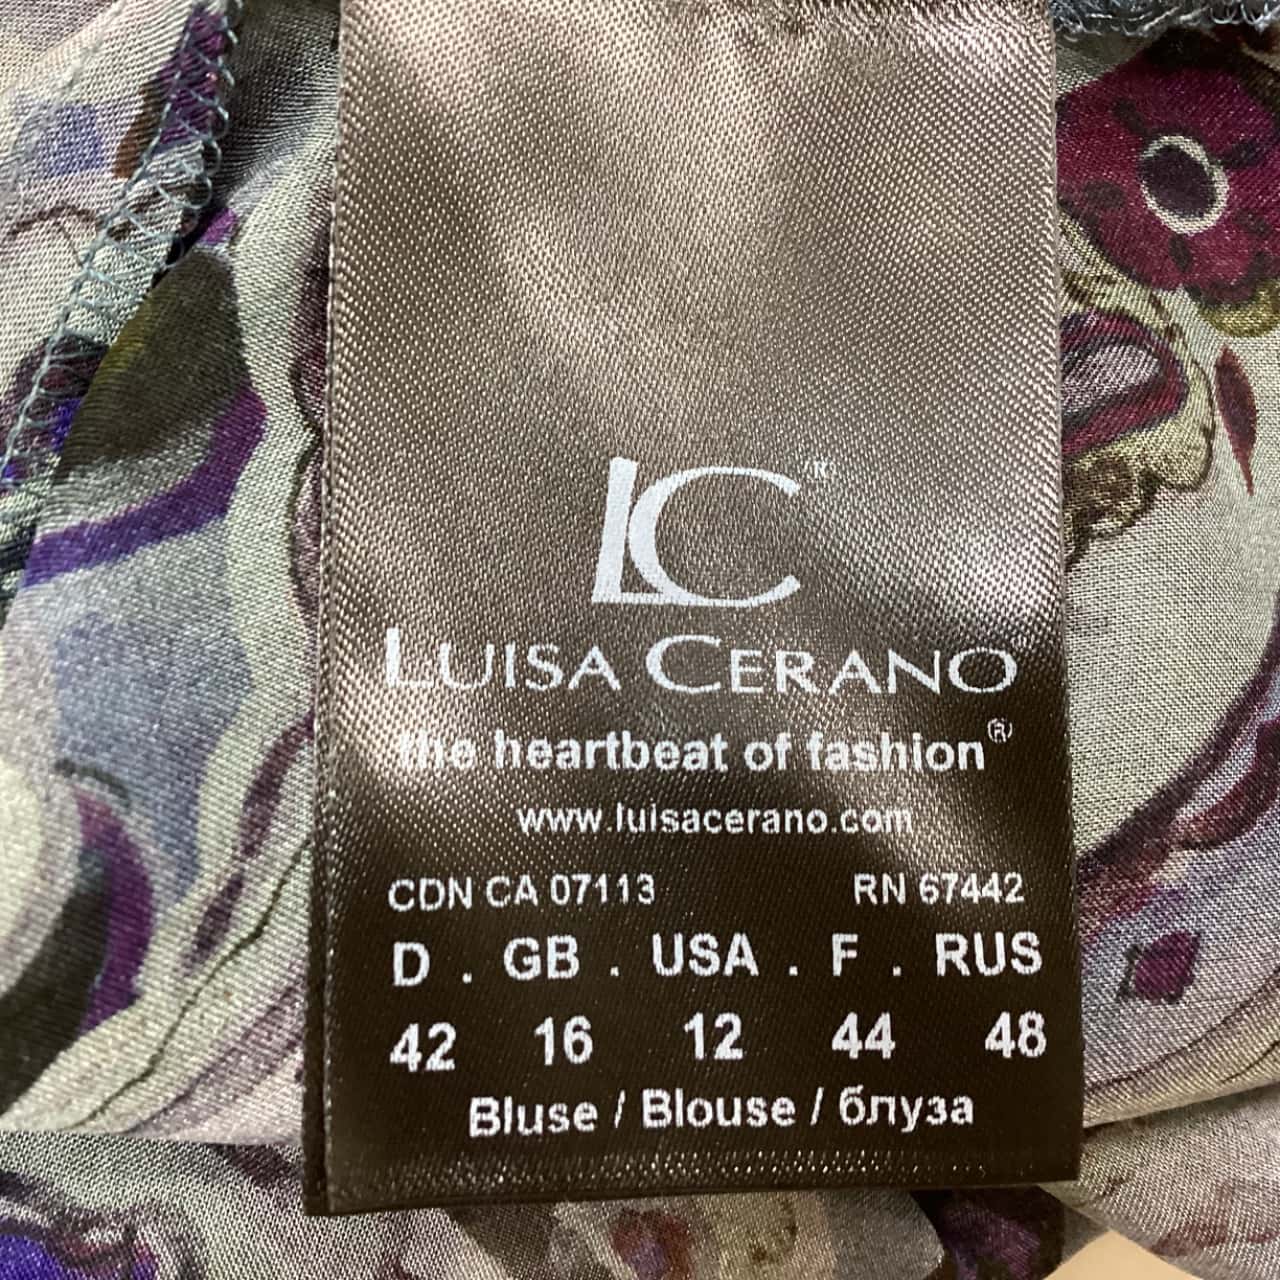 LC®
LUISA CERANO
the heartbeat of fashion®
www.luisacerano.com
CDN CA 07113 RN 67442
D . GB . USA . F . RUS
42 16 12 44 48
Bluse / Blouse / блуза